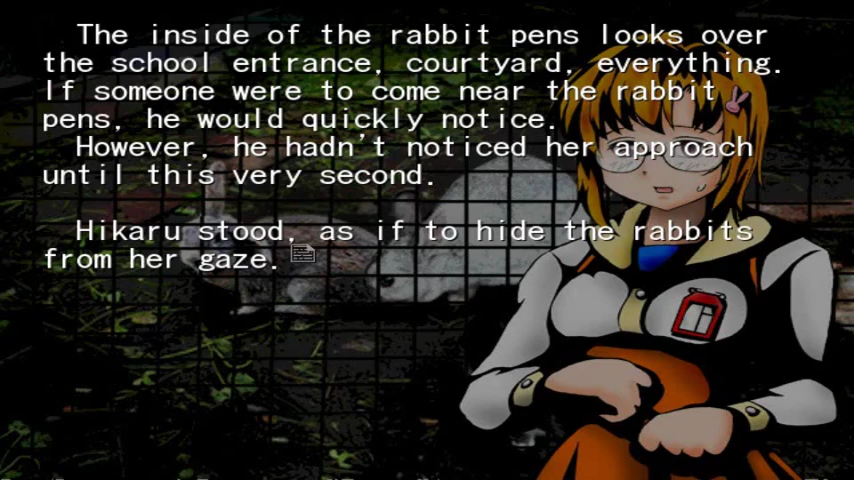 The inside of the rabbit pens looks over
the school entrance, courtyard, everything.
If someone were to come near the rabbit
pens, he would quickly notice.
However, he hadn't noticed her approach
until this very second.
Hikaru stood, as if to hide the rabbits
from her gaze.